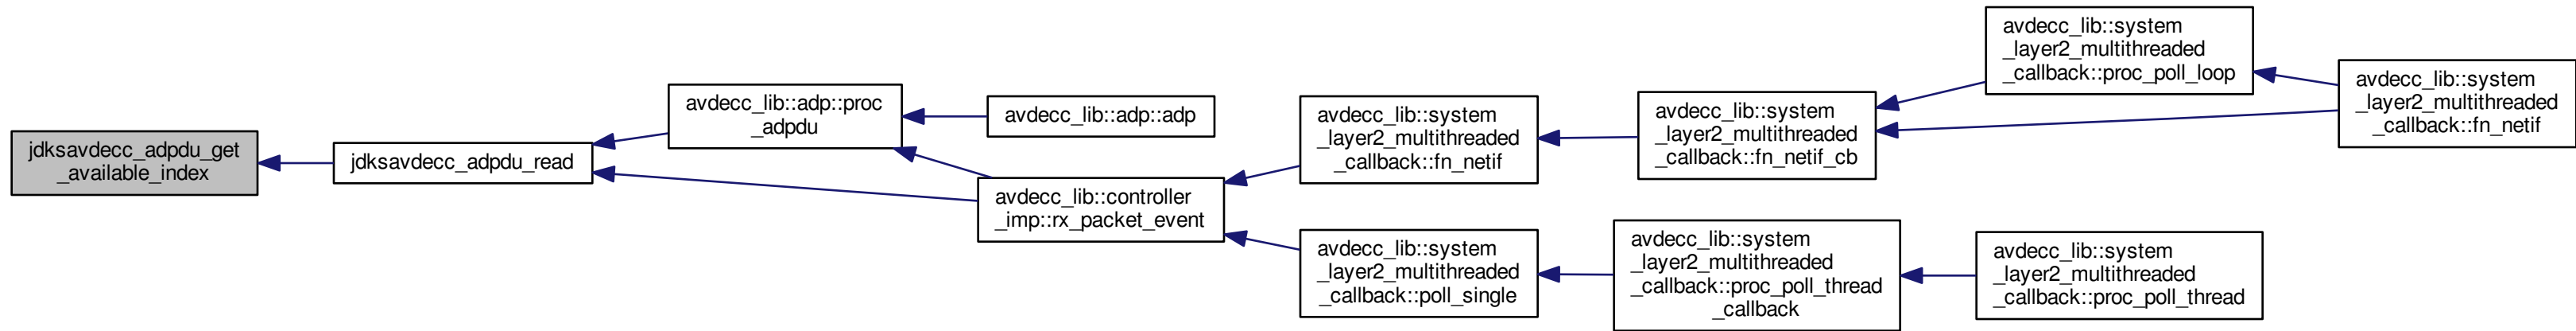 jdksavdecc_adpdu_get
_available_index
jdksavdecc_adpdu_read
avdecc_lib::adp::proc
_adpdu
avdecc_lib::adp::adp
avdecc_lib::controller
_imp::rx_packet_event
avdecc_lib::system
_layer2_multithreaded
_callback::fn_netif
avdecc_lib::system
_layer2_multithreaded
_callback::fn_netif_cb
avdecc_lib::system
_layer2_multithreaded
_callback::proc_poll_loop
avdecc_lib::system
_layer2_multithreaded
_callback::fn_netif
avdecc_lib::system
_layer2_multithreaded
_callback::poll_single
avdecc_lib::system
_layer2_multithreaded
_callback::proc_poll_thread
_callback
avdecc_lib::system
_layer2_multithreaded
_callback::proc_poll_thread